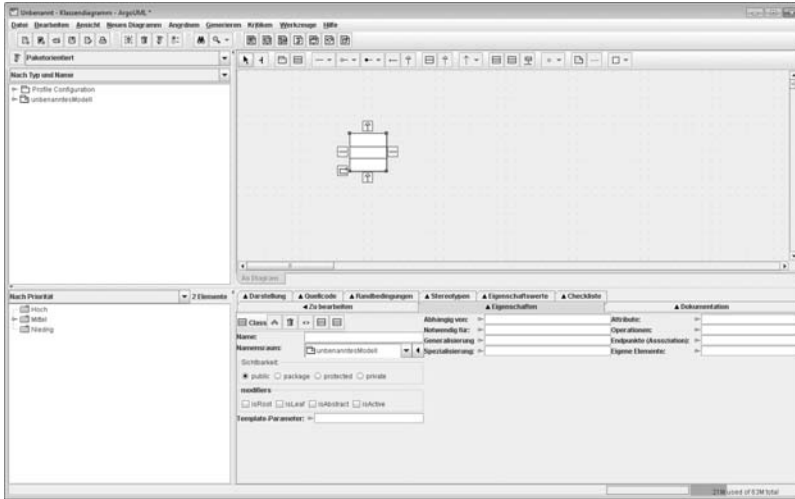 Unbenannt - Klassendiagramm - ArgoUML *
Datei Bearbeiten Ansicht Neues Diagramm Anordnen Generieren Kritiken Werkzeuge Hilfe
Paketorientiert
Nach Typ und Name
Profile Configuration
unbenanntesModell
As Diagram
Nach Priorität 2 Elemente
Hoch
Mittel
Niedrig
Darstellung Quellcode Randbedingungen Stereotypen Eigenschaftswerte Checkliste
Zu bearbeiten Eigenschaften Dokumentation
Class
Name:
Namensraum: unbenanntesModell
Sichtbarkeit:
public package protected private
modifiers
isRoot isLeaf isAbstract isActive
Template-Parameter:
Abhängig von:
Notwendig für:
Generalisierung
Spezialisierung:
Attribute:
Operationen:
Endpunkte (Assoziation):
Eigene Elemente:
used of 63M total